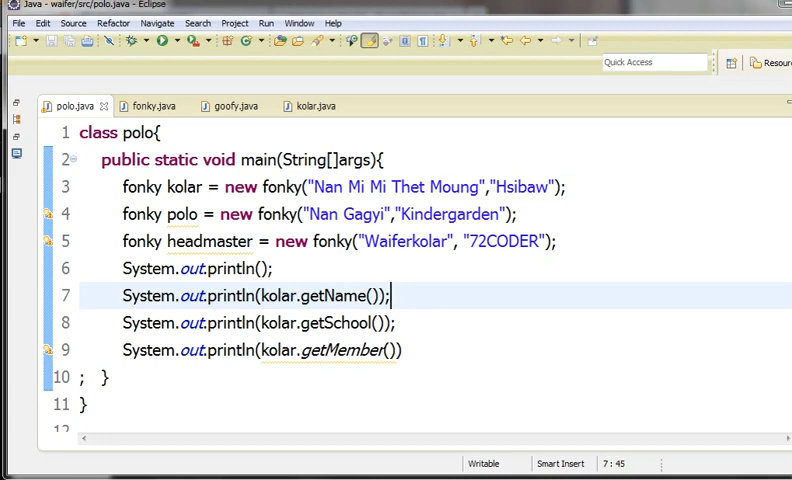 Java - waifer/src/polo.java - Eclipse
File Edit Source Refactor Navigate Search Project Run Window Help
Quick Access
Resour
polo.java fonky.java goofy.java kolar.java
1 class polo{
2 public static void main(String[]args){
3 fonky kolar = new fonky("Nan Mi Mi Thet Moung","Hsibaw");
4 fonky polo = new fonky("Nan Gagyi","Kindergarden");
5 fonky headmaster = new fonky("Waiferkolar", "72CODER");
6 System.out.println();
7 System.out.println(kolar.getName());
8 System.out.println(kolar.getSchool());
9 System.out.println(kolar.getMember())
10 ; }
11 }
12
Writable Smart Insert 7 : 45